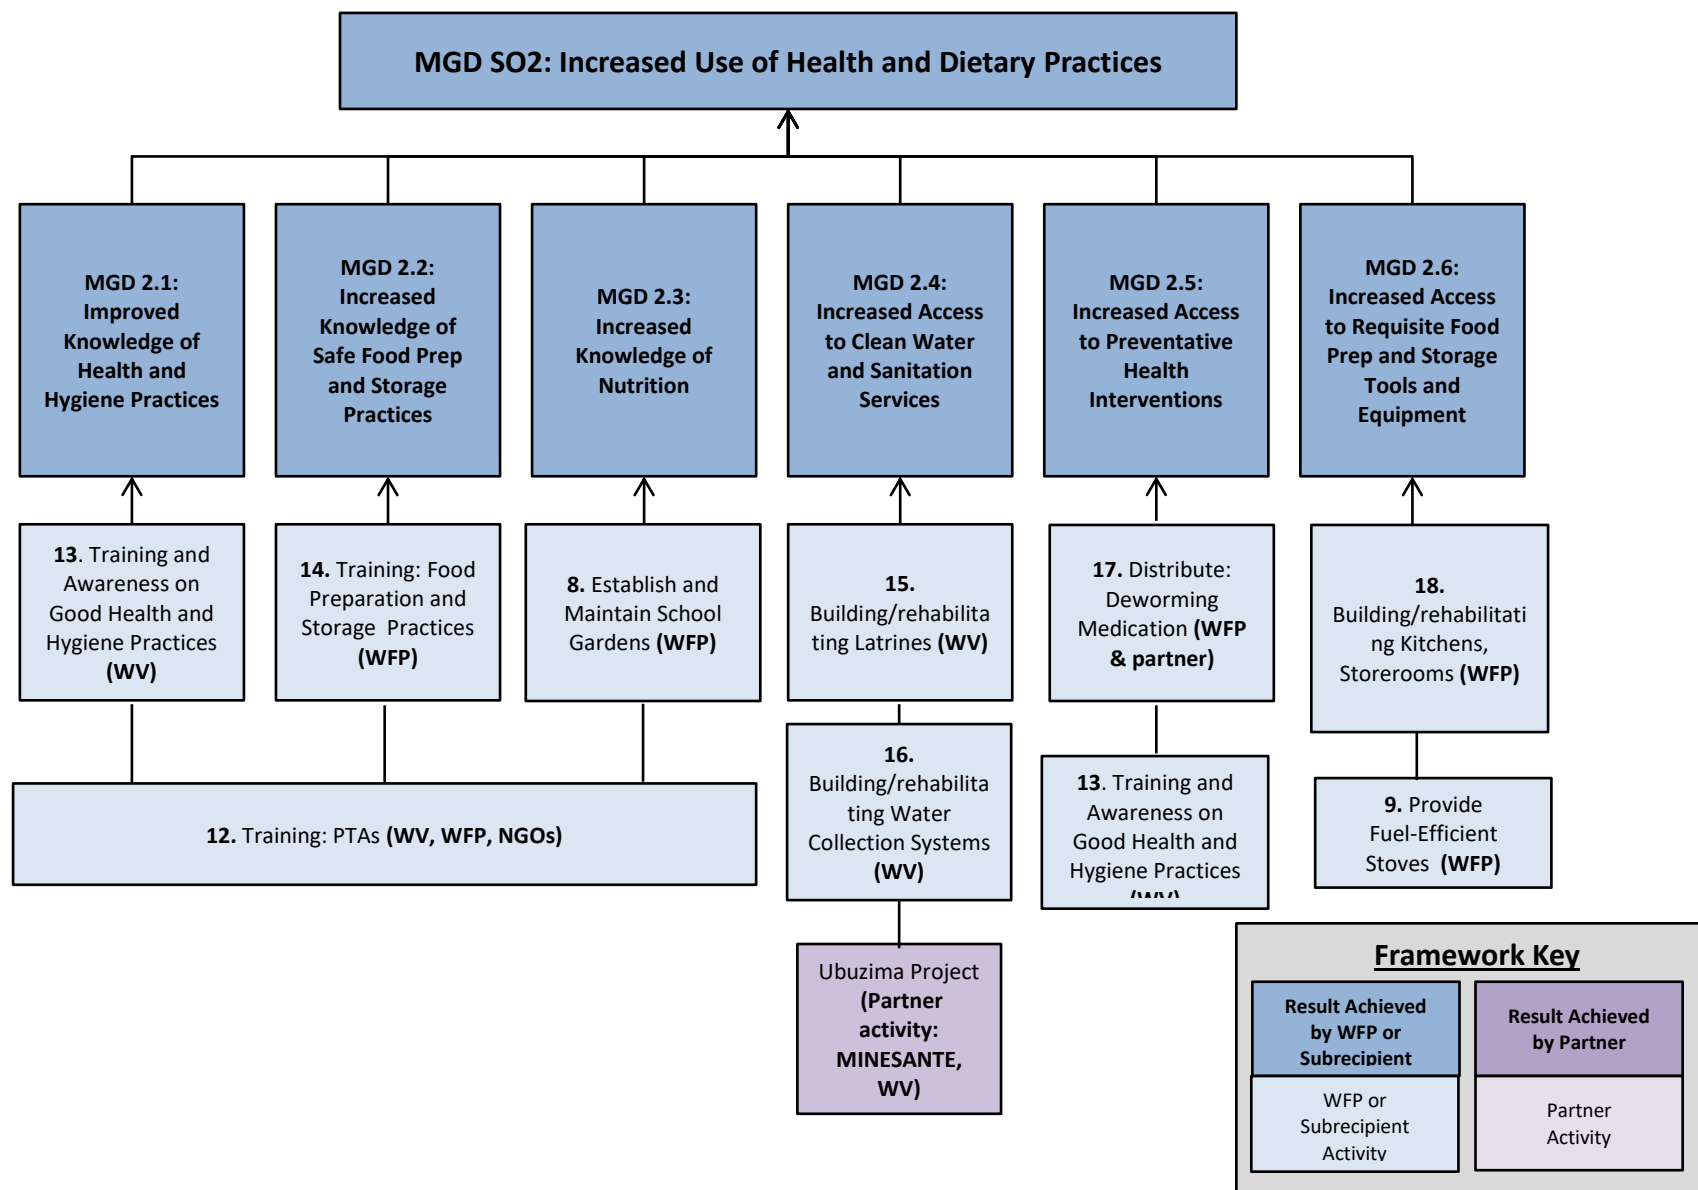 MGD SO2: Increased Use of Health and Dietary Practices
MGD 2.1:
Improved
Knowledge of
Health and
Hygiene Practices
MGD 2.2:
Increased
Knowledge of
Safe Food Prep
and Storage
Practices
MGD 2.3:
Increased
Knowledge of
Nutrition
MGD 2.4:
Increased Access
to Clean Water
and Sanitation
Services
MGD 2.5:
Increased Access
to Preventative
Health
Interventions
MGD 2.6:
Increased Access
to Requisite Food
Prep and Storage
Tools and
Equipment
13. Training and
Awareness on
Good Health and
Hygiene Practices
(WV)
14. Training: Food
Preparation and
Storage Practices
(WFP)
8. Establish and
Maintain School
Gardens (WFP)
15.
Building/rehabilita
ting Latrines (WV)
17. Distribute:
Deworming
Medication (WFP
& partner)
18.
Building/rehabilitati
ng Kitchens,
Storerooms (WFP)
12. Training: PTAs (WV, WFP, NGOs)
16.
Building/rehabilita
ting Water
Collection Systems
(WV)
13. Training and
Awareness on
Good Health and
Hygiene Practices
(WV)
9. Provide
Fuel-Efficient
Stoves (WFP)
Ubuzima Project
(Partner
activity:
MINESANTE,
WV)
Framework Key
Result Achieved
by WFP or
Subrecipient
Result Achieved
by Partner
WFP or
Subrecipient
Activity
Partner
Activity